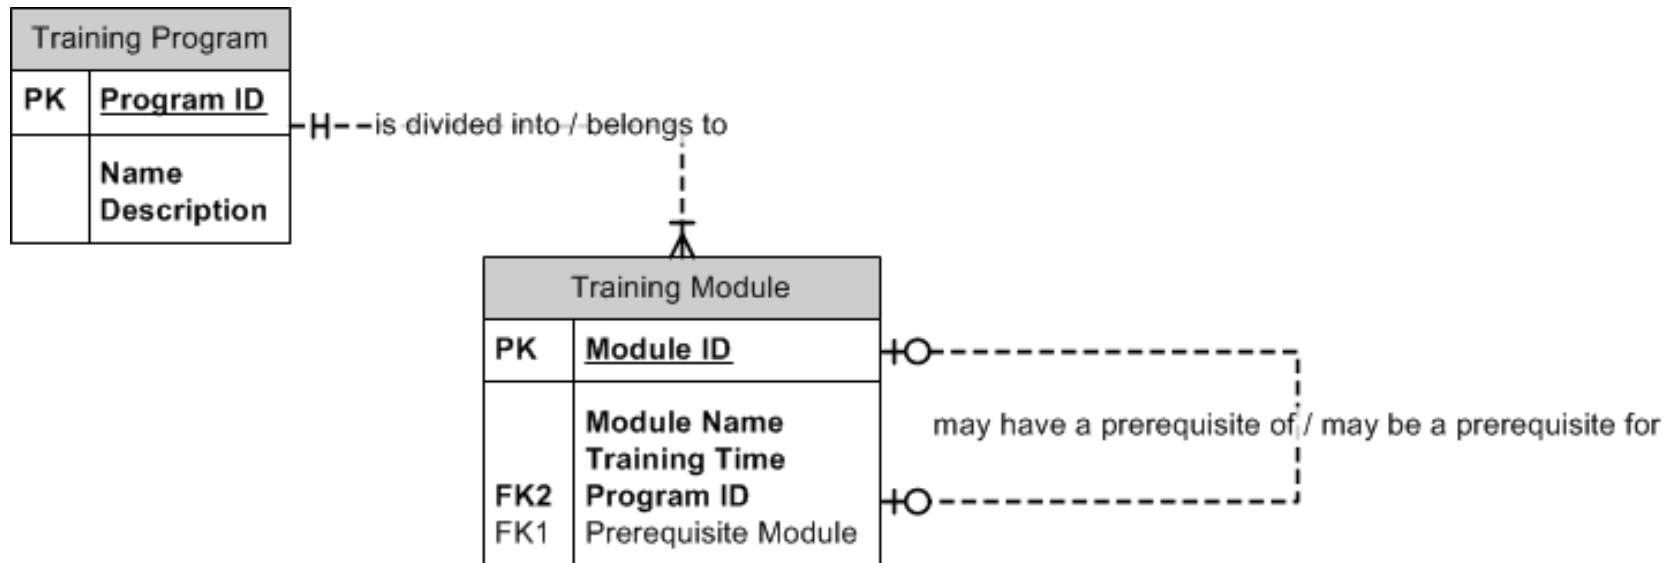 Training Program
PK Program ID
Name
Description
is divided into / belongs to
Training Module
PK Module ID
Module Name
Training Time
FK2 Program ID
FK1 Prerequisite Module
may have a prerequisite of / may be a prerequisite for